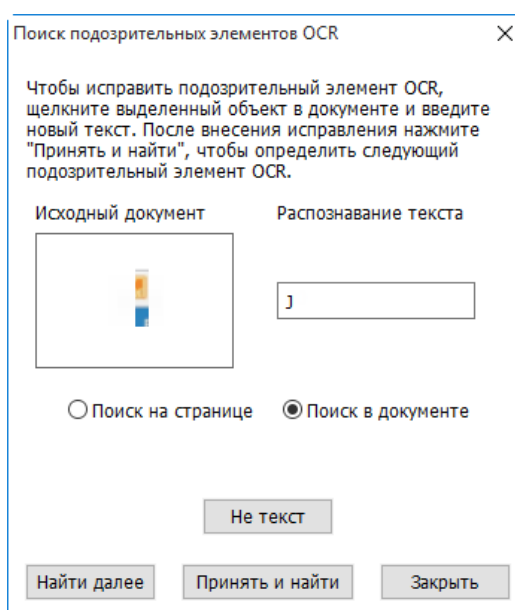 Поиск подозрительных элементов OCR
Чтобы исправить подозрительный элемент OCR,
щелкните выделенный объект в документе и введите
новый текст. После внесения исправления нажмите
"Принять и найти", чтобы определить следующий
подозрительный элемент OCR.
Исходный документ Распознавание текста
J
Поиск на странице Поиск в документе
Не текст
Найти далее Принять и найти Закрыть